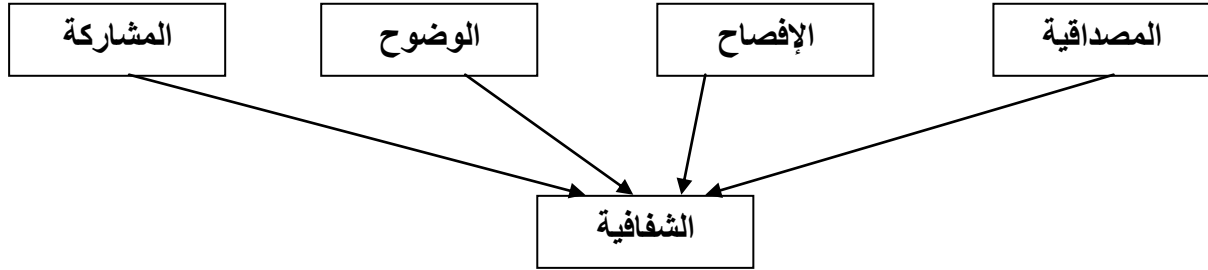 المصداقية
الإفصاح
الوضوح
المشاركة
الشفافية